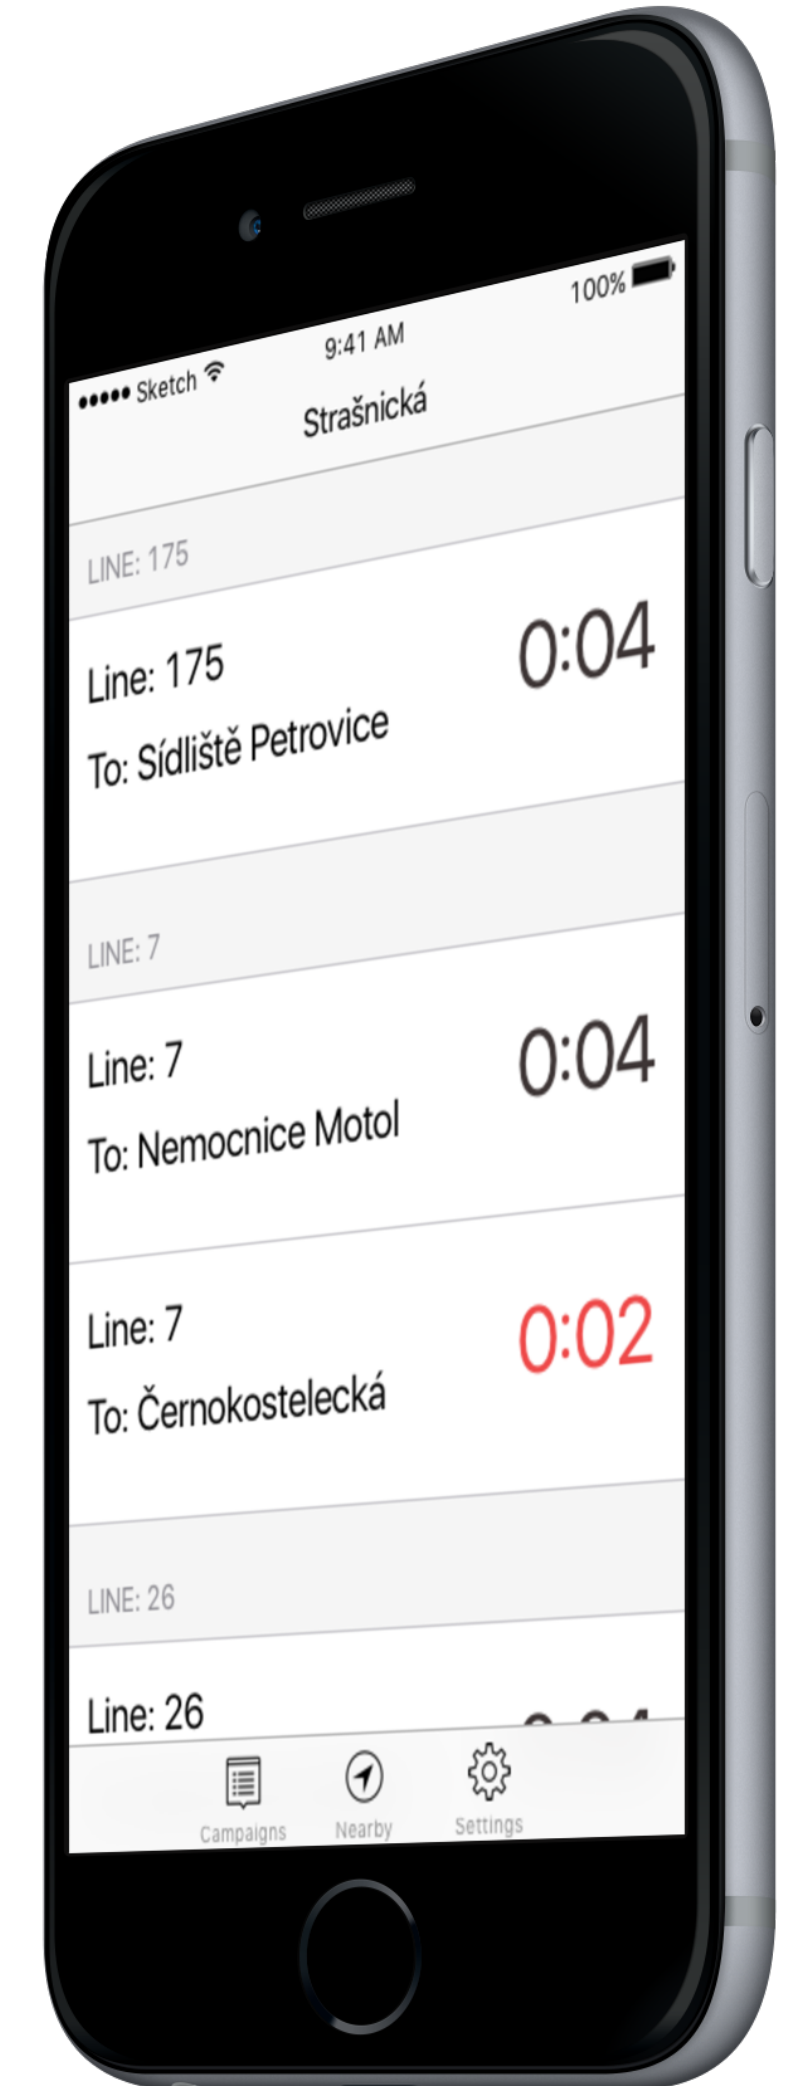 Sketch 9:41 AM 100%
Strašnická
LINE: 175
Line: 175 0:04
To: Sídliště Petrovice
LINE: 7
Line: 7 0:04
To: Nemocnice Motol
Line: 7 0:02
To: Černokostelecká
LINE: 26
Line: 26
Campaigns Nearby Settings